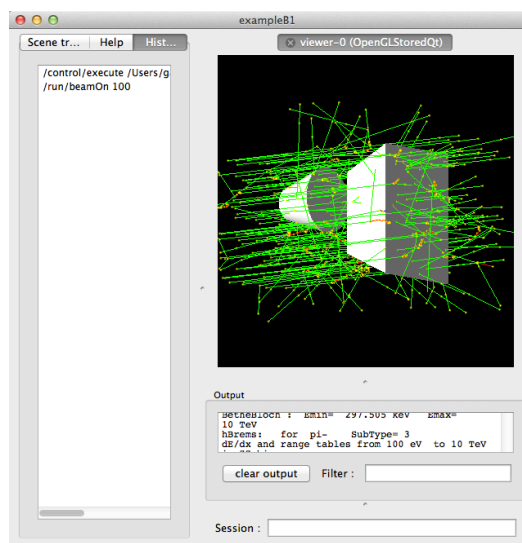 exampleB1
Scene tr... Help Hist...
viewer-0 (OpenGLStoredQt)
/control/execute /Users/g
/run/beamOn 100
Output
BetheBloch : Emin= 297.505 keV Emax=
10 TeV
hBrems: for pi- SubType= 3
dE/dx and range tables from 100 eV to 10 TeV
clear output Filter :
Session :